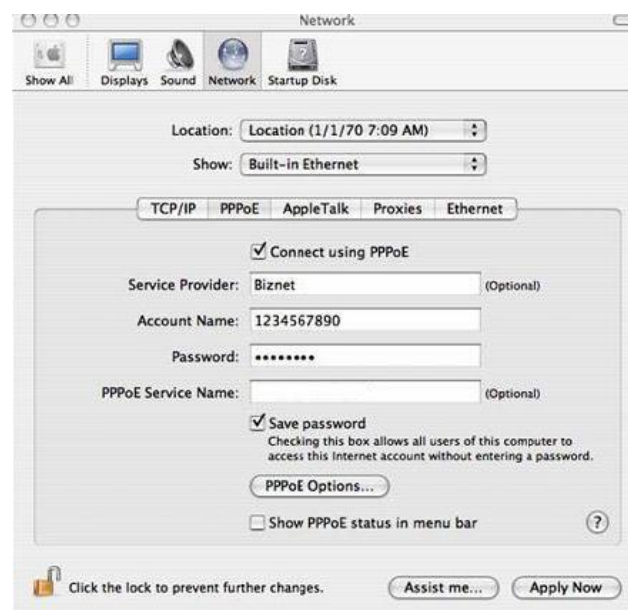 Network
Show All Displays Sound Network Startup Disk
Location: Location (1/1/70 7:09 AM)
Show: Built-in Ethernet
TCP/IP PPPoE AppleTalk Proxies Ethernet
Connect using PPPoE
Service Provider: Biznet (Optional)
Account Name: 1234567890
Password: ••••••••
PPPoE Service Name: (Optional)
Save password
Checking this box allows all users of this computer to
access this Internet account without entering a password.
PPPoE Options...
Show PPPoE status in menu bar ?
Click the lock to prevent further changes. Assist me... Apply Now